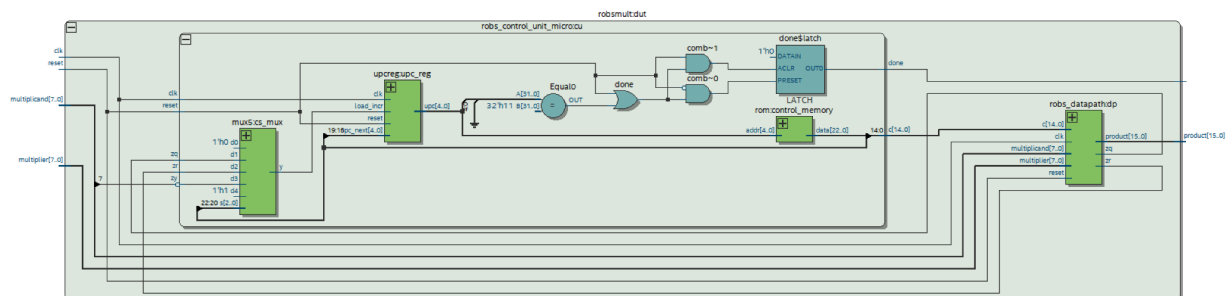 robsmult:dut
robs_control_unit_micro:cu
clk
reset
multiplicand[7..0]
multiplier[7..0]
clk
reset
zq
zr
zy
7
mux5:cs_mux
1'h0 d0
d1
d2
d3
1'h1 d4
22:20 s[2..0]
y
upcreg:upc_reg
clk
load_incr
reset
19:16 pc_next[4..0]
upc[4..0]
Equal0
A[31..0]
32'h11 B[31..0]
OUT
done
comb~1
comb~0
done$latch
1'h0
DATAIN
ACLR
PRESET
OUT0
LATCH
done
rom:control_memory
addr[4..0]
data[22..0]
14:0
c[14..0]
robs_datapath:dp
c[14..0]
clk
multiplicand[7..0]
multiplier[7..0]
reset
product[15..0]
zq
zr
product[15..0]